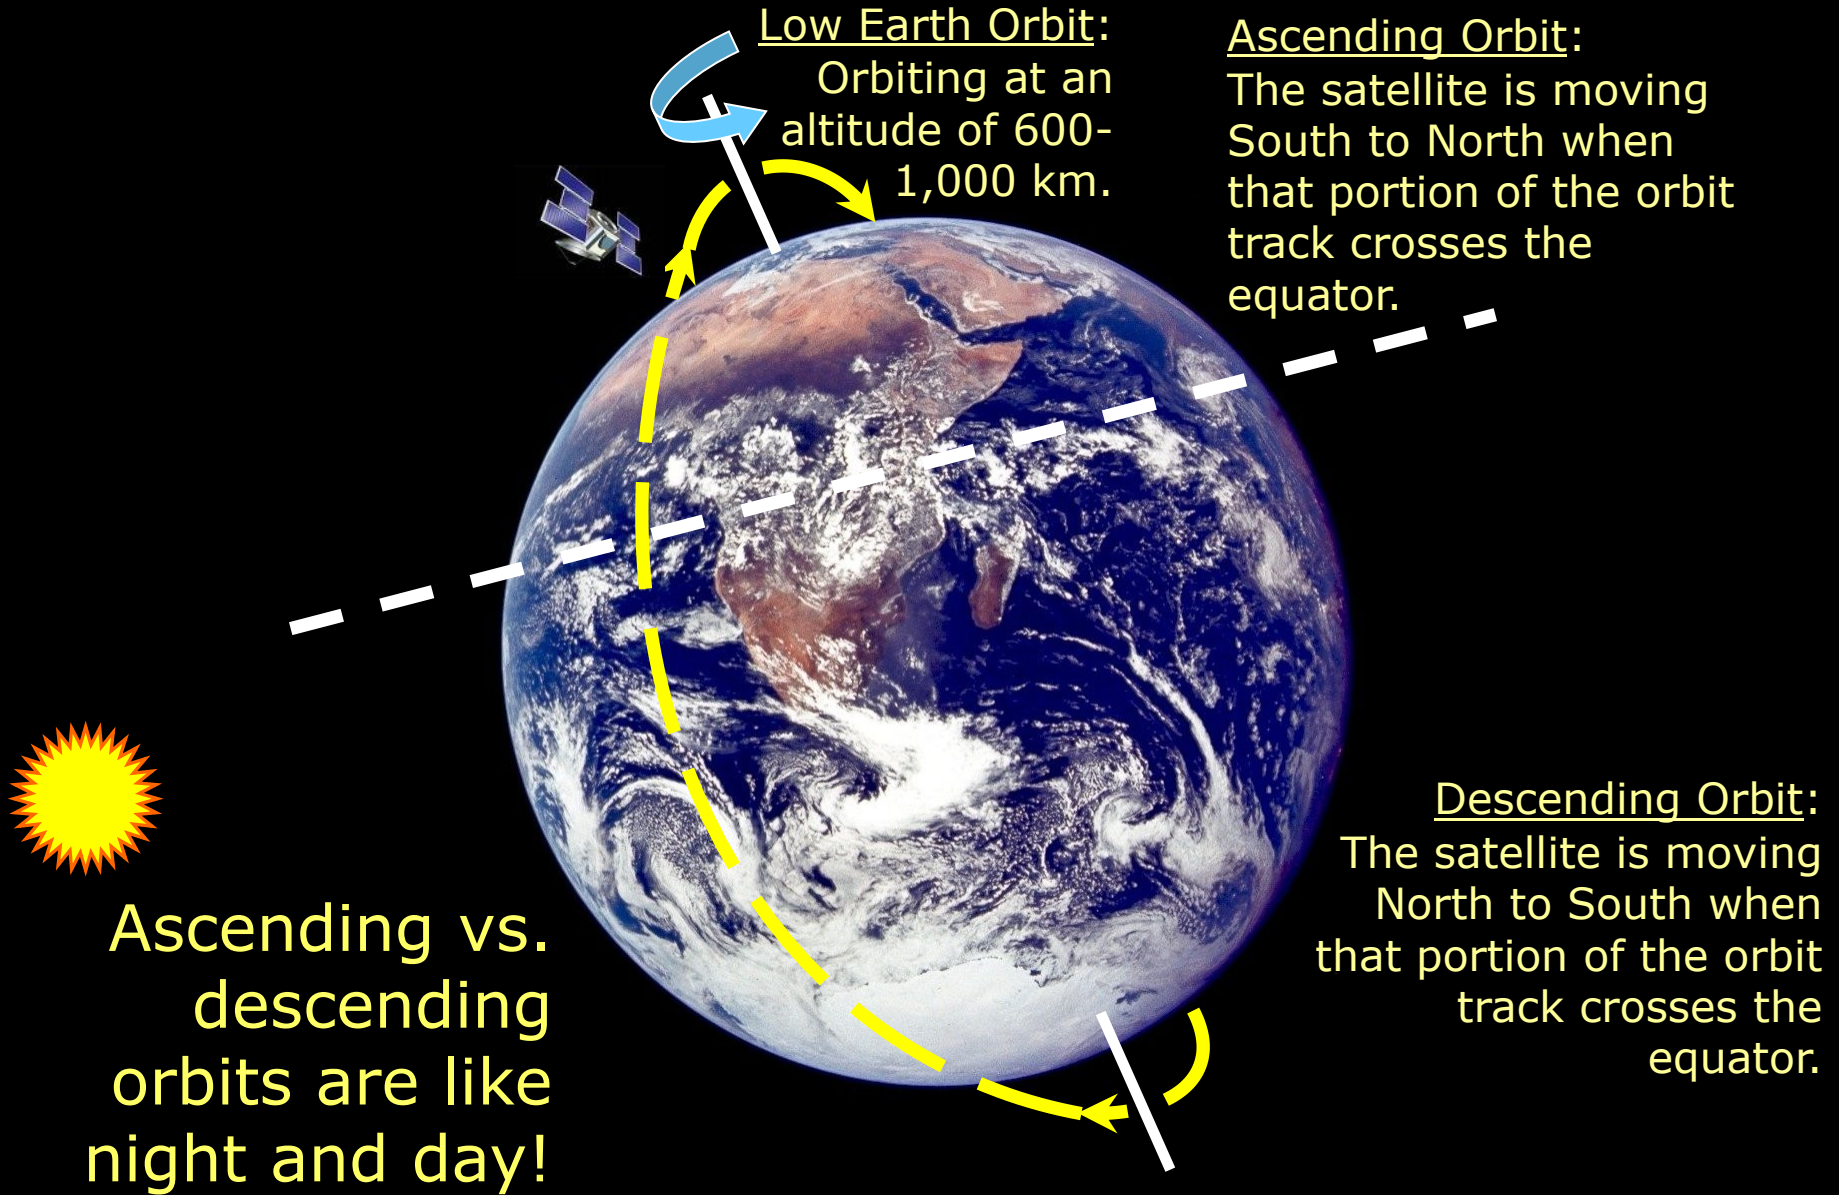 Low Earth Orbit:
Orbiting at an
altitude of 600-
1,000 km.
Ascending Orbit:
The satellite is moving
South to North when
that portion of the orbit
track crosses the
equator.
Descending Orbit:
The satellite is moving
North to South when
that portion of the orbit
track crosses the
equator.
Ascending vs.
descending
orbits are like
night and day!